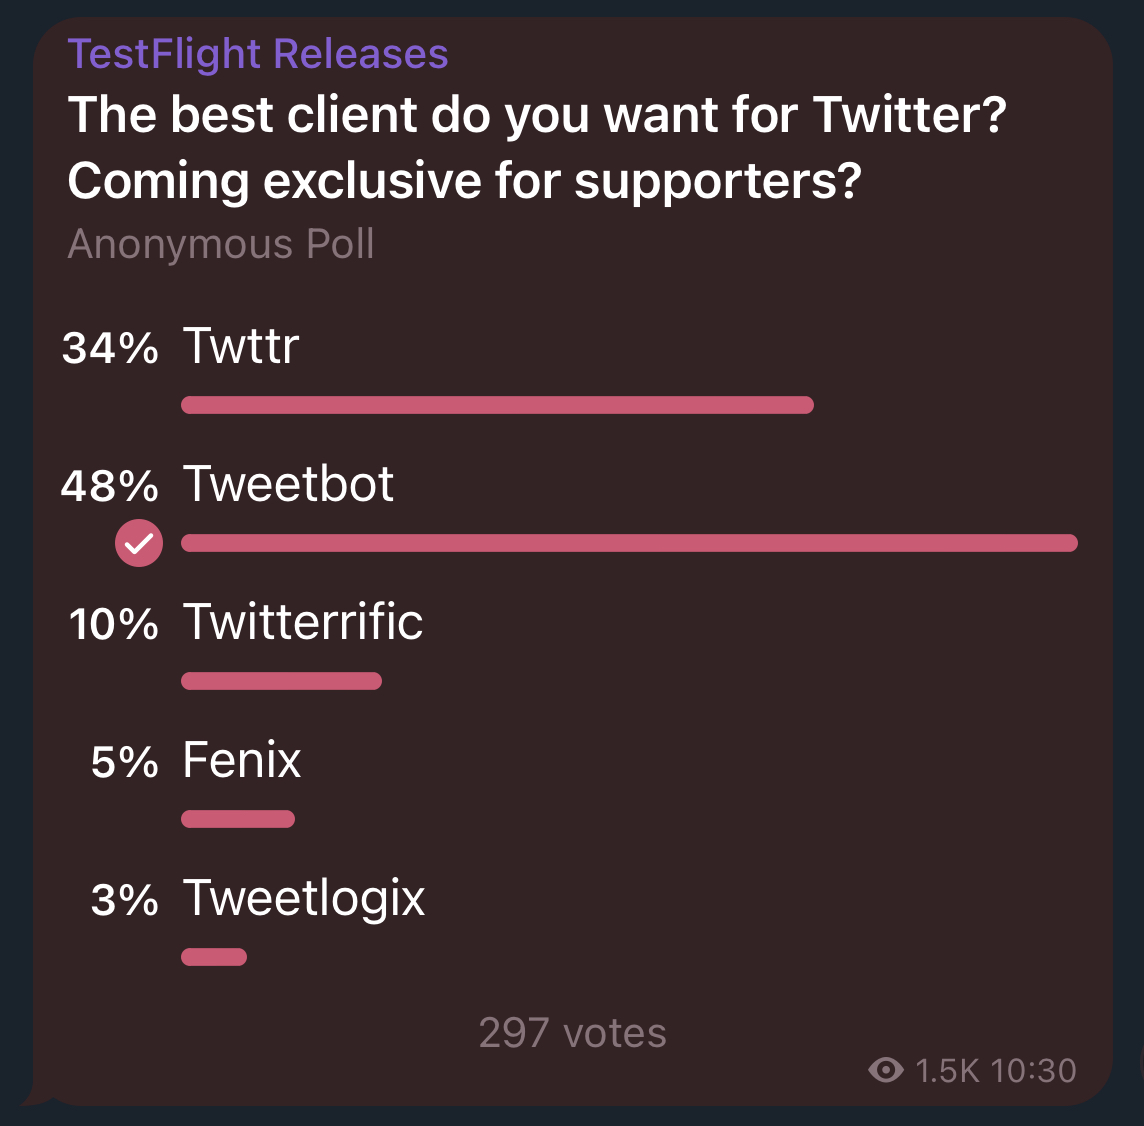 TestFlight Releases
The best client do you want for Twitter?
Coming exclusive for supporters?
Anonymous Poll
34% Twttr
48% Tweetbot
10% Twitterrific
5% Fenix
3% Tweetlogix
297 votes
1.5K 10:30